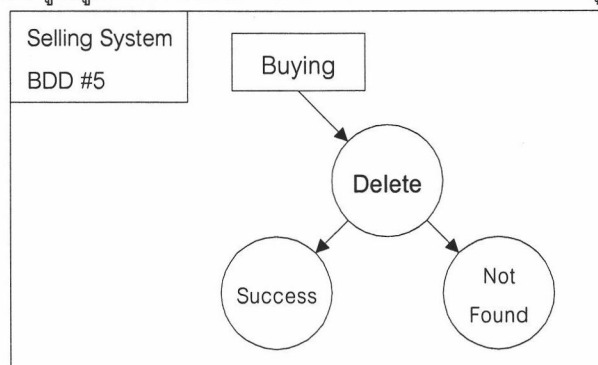 Selling System
BDD #5
Buying
Delete
Success
Not
Found